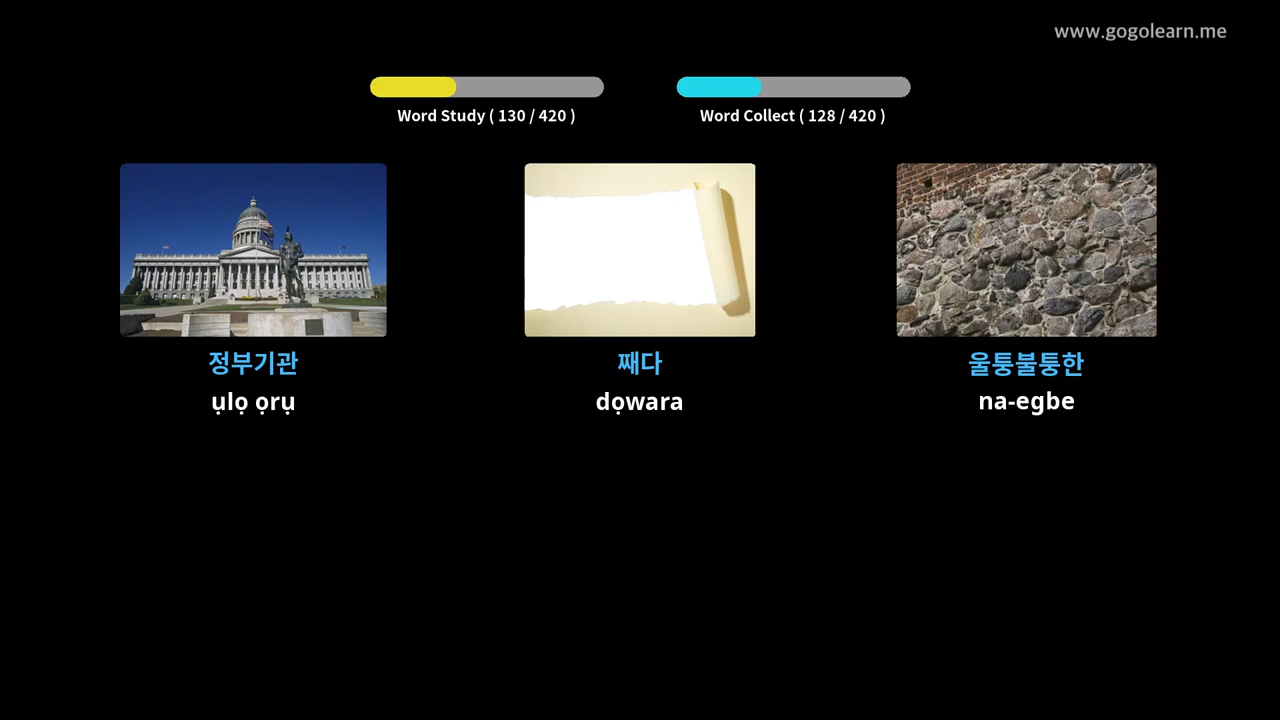 www.gogolearn.me
Word Study ( 130 / 420 )
Word Collect ( 128 / 420 )
정부기관
째다
울퉁불퉁한
ụlọ ọrụ
dọwara
na-egbe